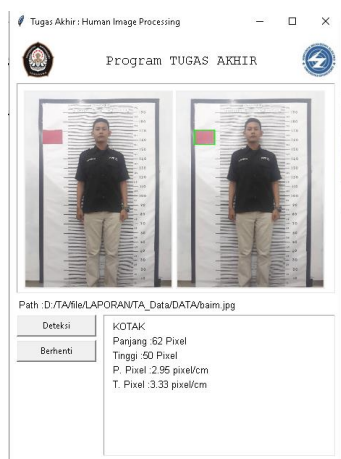 Tugas Akhir : Human Image Processing
Program TUGAS AKHIR
Path :D:/TA/file/LAPORAN/TA_Data/DATA/baim.jpg
Deteksi
Berhenti
KOTAK
Panjang :62 Pixel
Tinggi :50 Pixel
P. Pixel :2.95 pixel/cm
T. Pixel :3.33 pixel/cm